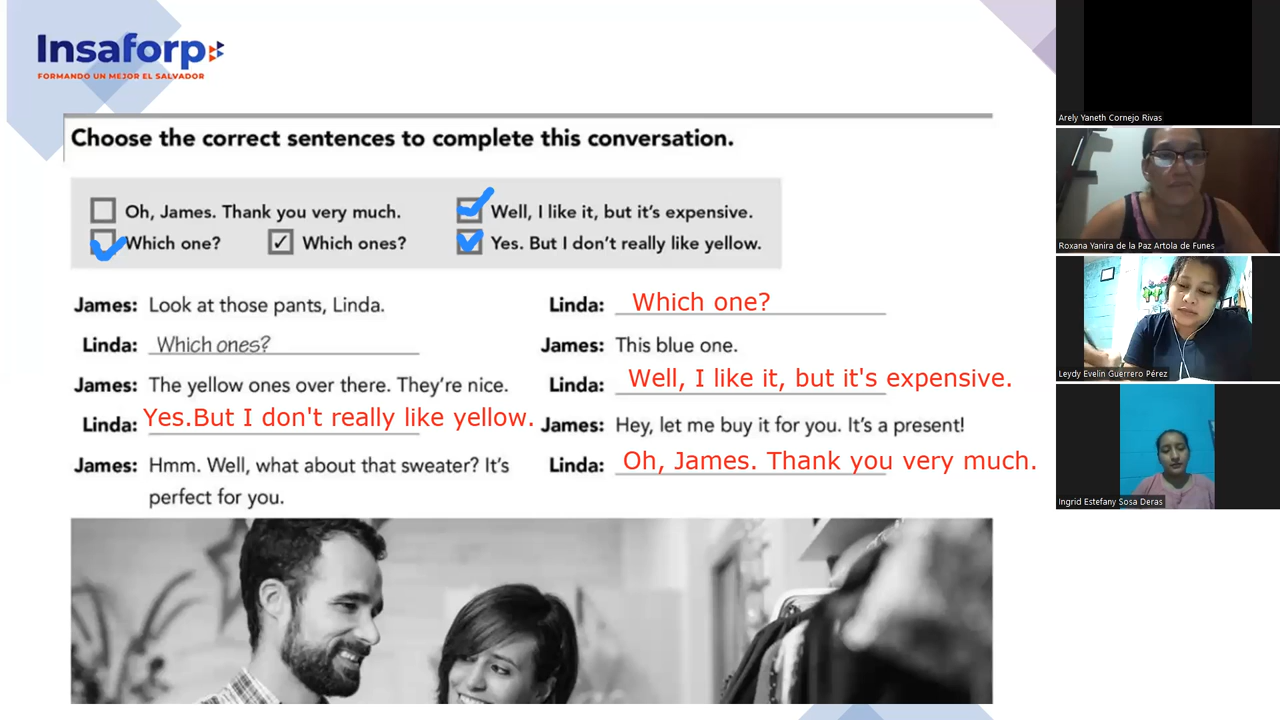 Insaforp
FORMANDO UN MEJOR EL SALVADOR
Choose the correct sentences to complete this conversation.
Oh, James. Thank you very much.
Well, I like it, but it's expensive.
Which one?
Which ones?
Yes. But I don't really like yellow.
James: Look at those pants, Linda.
Linda: Which ones?
James: The yellow ones over there. They're nice.
Linda: Yes.But I don't really like yellow.
James: Hmm. Well, what about that sweater? It's
perfect for you.
Linda: Which one?
James: This blue one.
Linda: Well, I like it, but it's expensive.
James: Hey, let me buy it for you. It's a present!
Linda: Oh, James. Thank you very much.
Arely Yaneth Cornejo Rivas
Roxana Yanira de la Paz Artola de Funes
Leydy Evelin Guerrero Pérez
Ingrid Estefany Sosa Deras